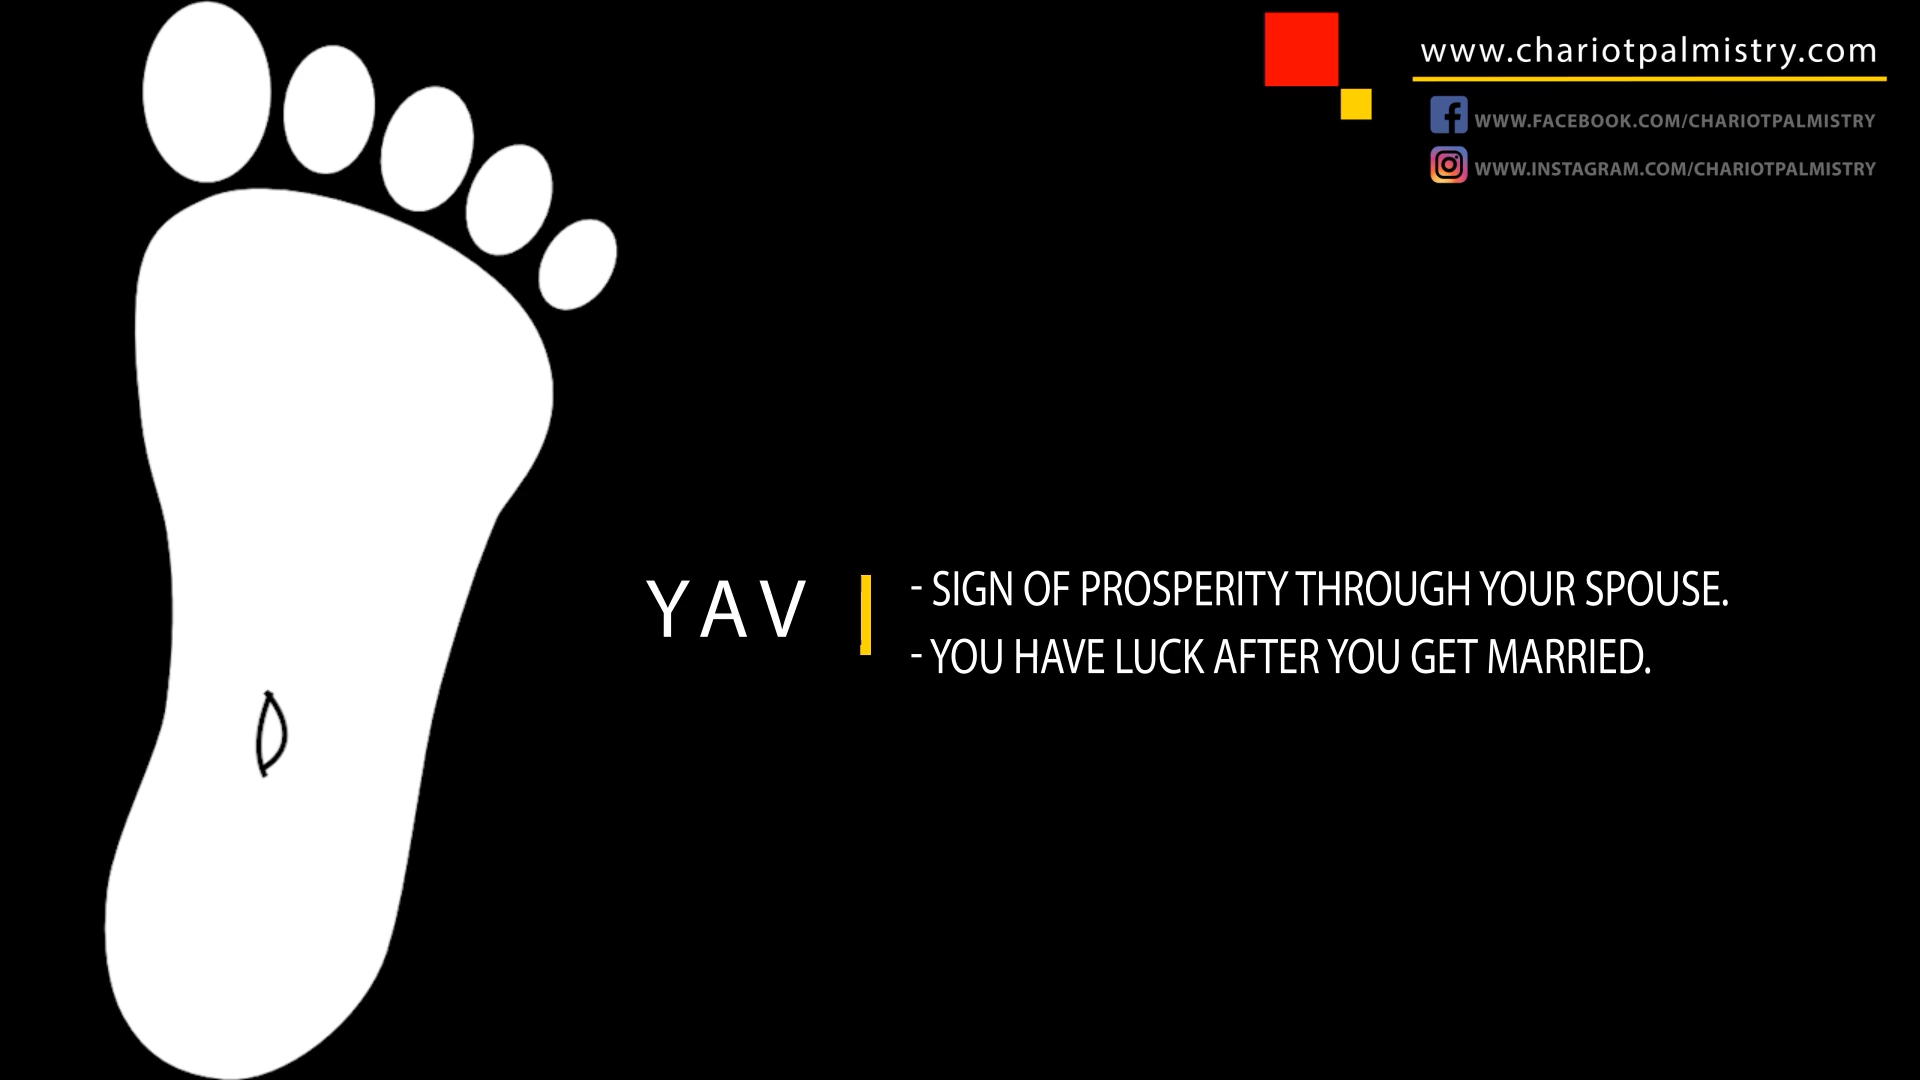 www.chariotpalmistry.com
WWW.FACEBOOK.COM/CHARIOTPALMISTRY
WWW.INSTAGRAM.COM/CHARIOTPALMISTRY
YAV
- SIGN OF PROSPERITY THROUGH YOUR SPOUSE.
- YOU HAVE LUCK AFTER YOU GET MARRIED.